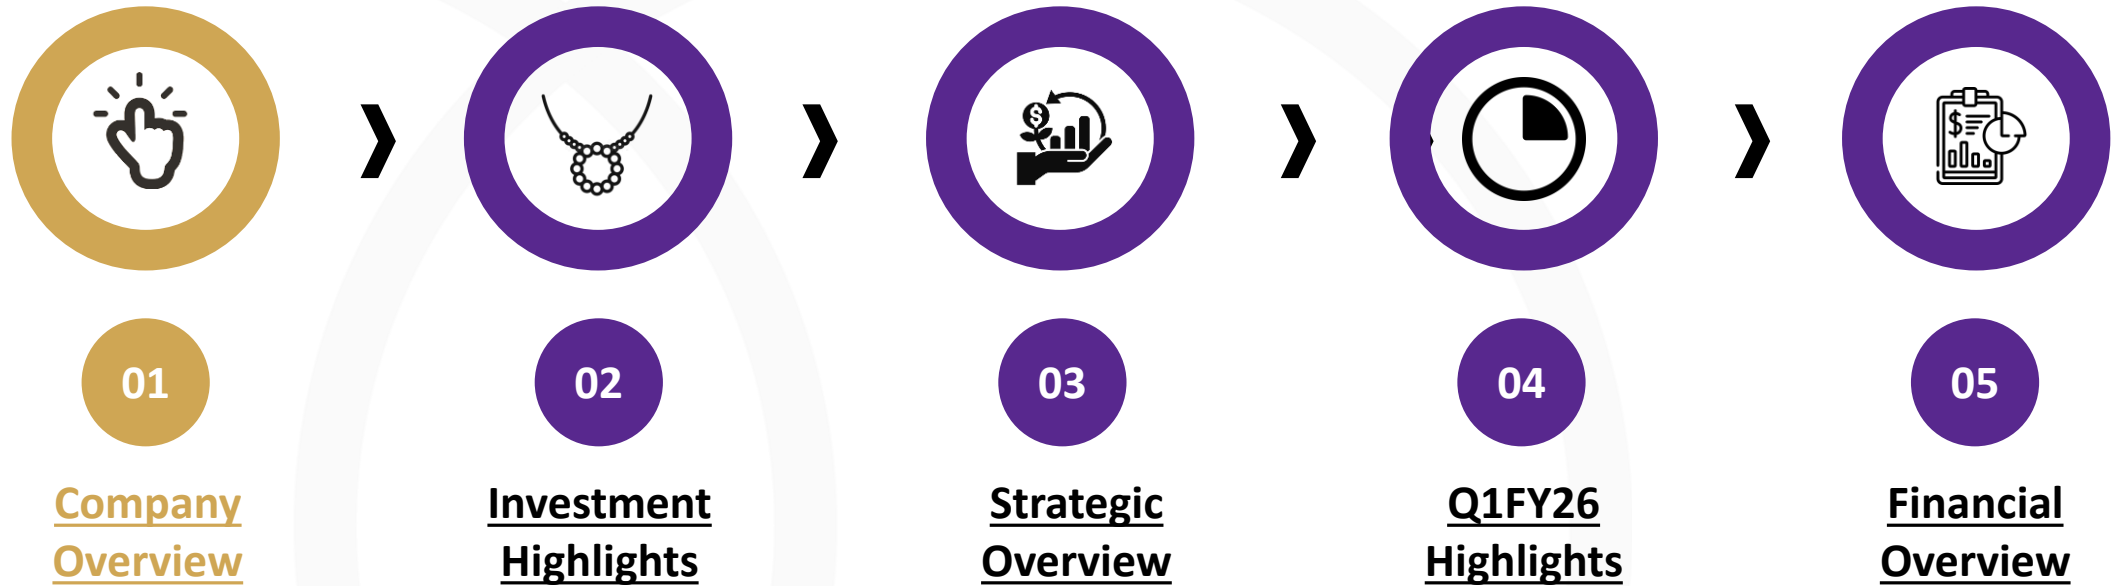 01
Company
Overview
02
Investment
Highlights
03
Strategic
Overview
04
Q1FY26
Highlights
05
Financial
Overview